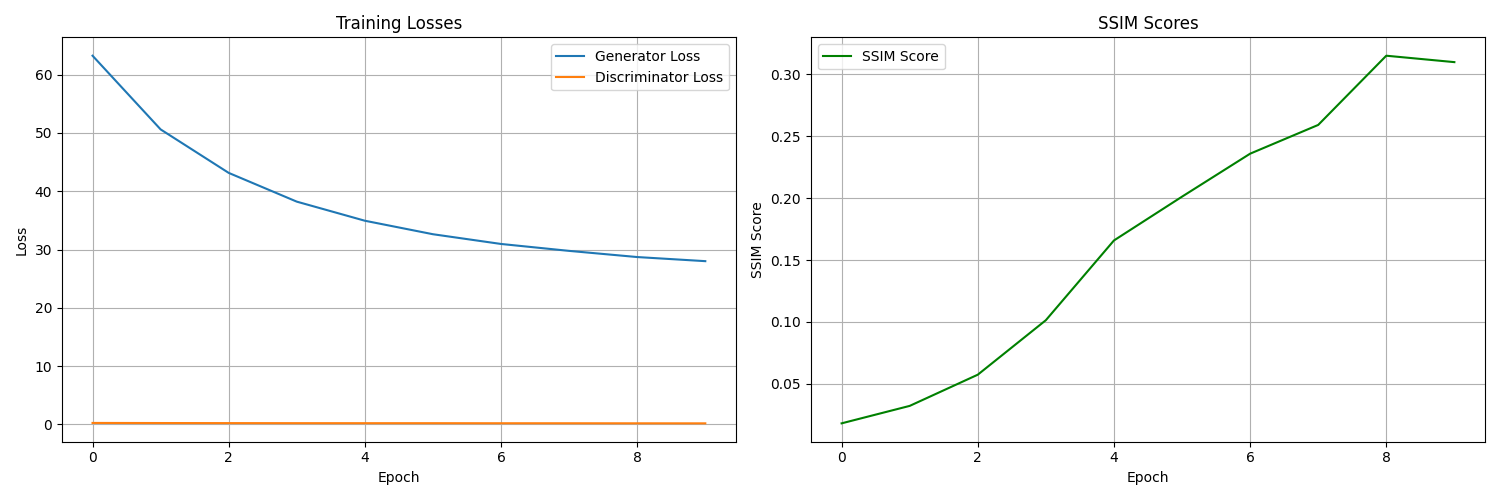 Training Losses
Generator Loss
Discriminator Loss
60
50
40
30
20
10
0
Loss
0 2 4 6 8
Epoch
SSIM Scores
SSIM Score
0.30
0.25
0.20
0.15
0.10
0.05
SSIM Score
0 2 4 6 8
Epoch